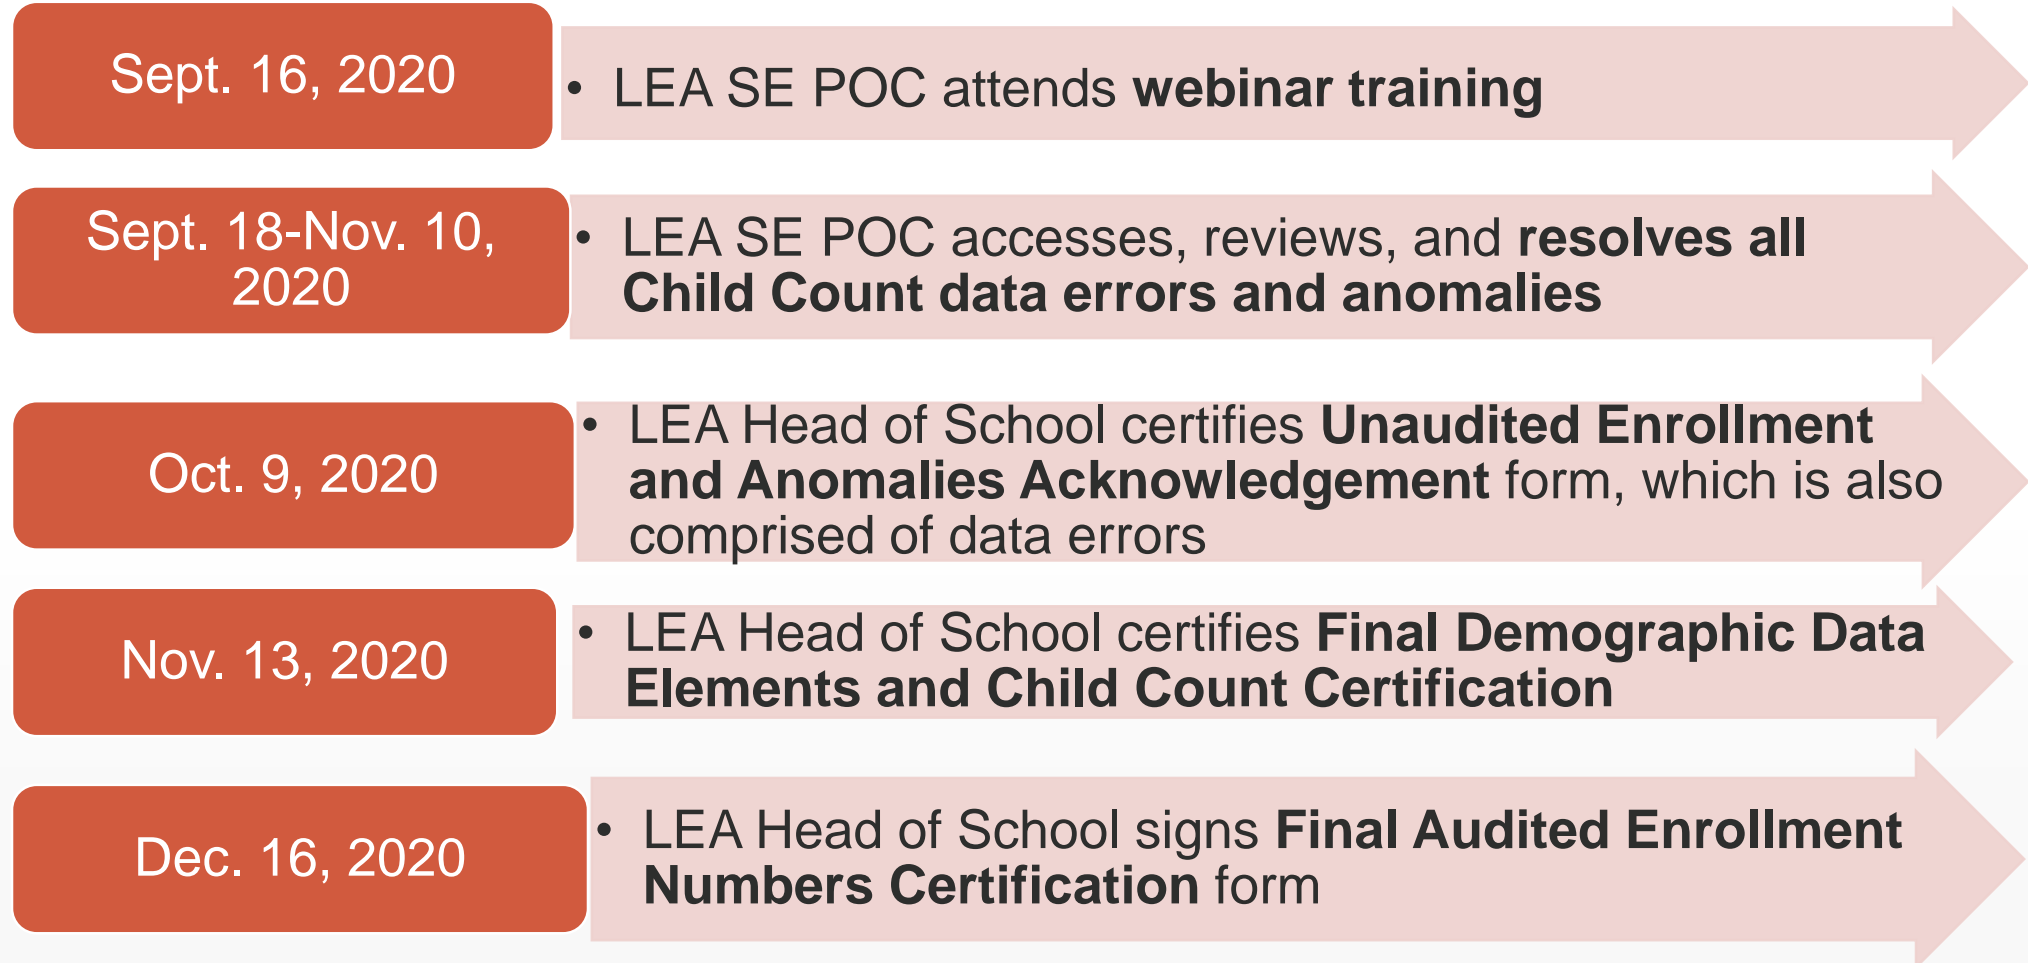 Sept. 16, 2020
• LEA SE POC attends webinar training
Sept. 18-Nov. 10,
2020
• LEA SE POC accesses, reviews, and resolves all
Child Count data errors and anomalies
Oct. 9, 2020
• LEA Head of School certifies Unaudited Enrollment
and Anomalies Acknowledgement form, which is also
comprised of data errors
Nov. 13, 2020
• LEA Head of School certifies Final Demographic Data
Elements and Child Count Certification
Dec. 16, 2020
• LEA Head of School signs Final Audited Enrollment
Numbers Certification form